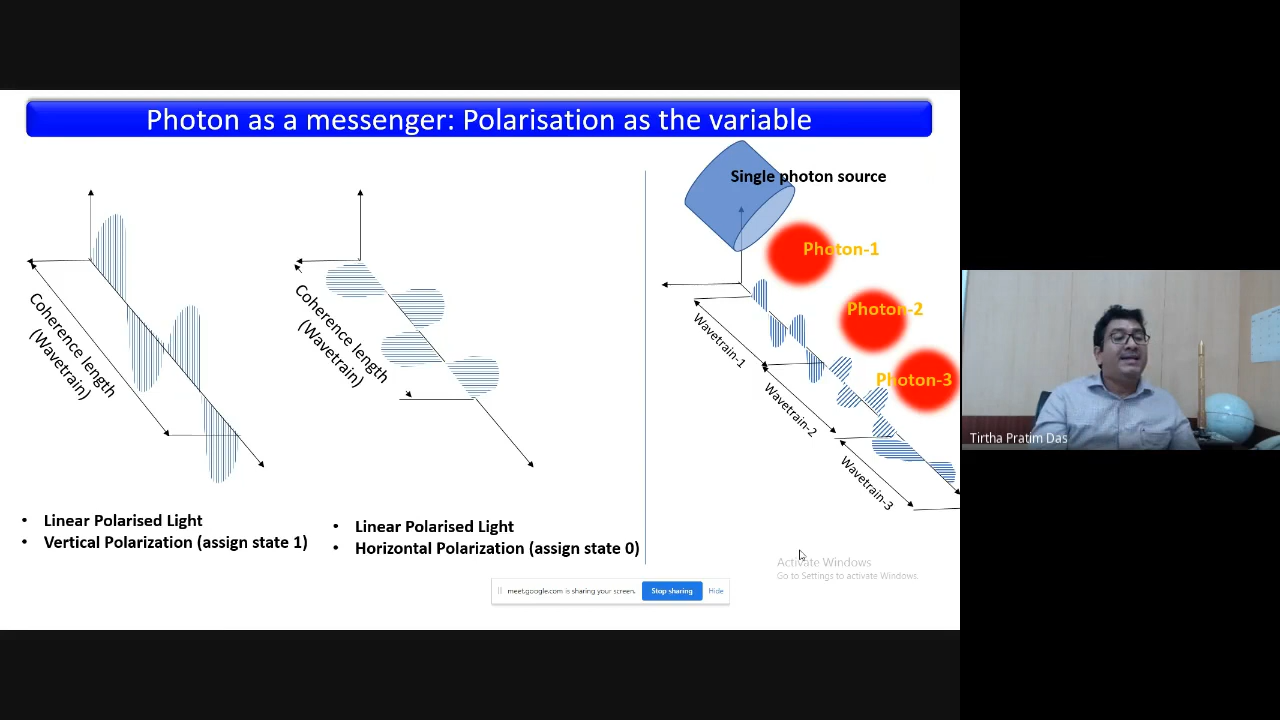 Photon as a messenger: Polarisation as the variable
Coherence length
(Wavetrain)
• Linear Polarised Light
• Vertical Polarization (assign state 1)
Coherence length
(Wavetrain)
• Linear Polarised Light
• Horizontal Polarization (assign state 0)
Single photon source
Photon-1
Photon-2
Photon-3
Wavetrain-1
Wavetrain-2
Wavetrain-3
Activate Windows
Go to Settings to activate Windows.
meet.google.com is sharing your screen.
Stop sharing
Hide
Tirtha Pratim Das